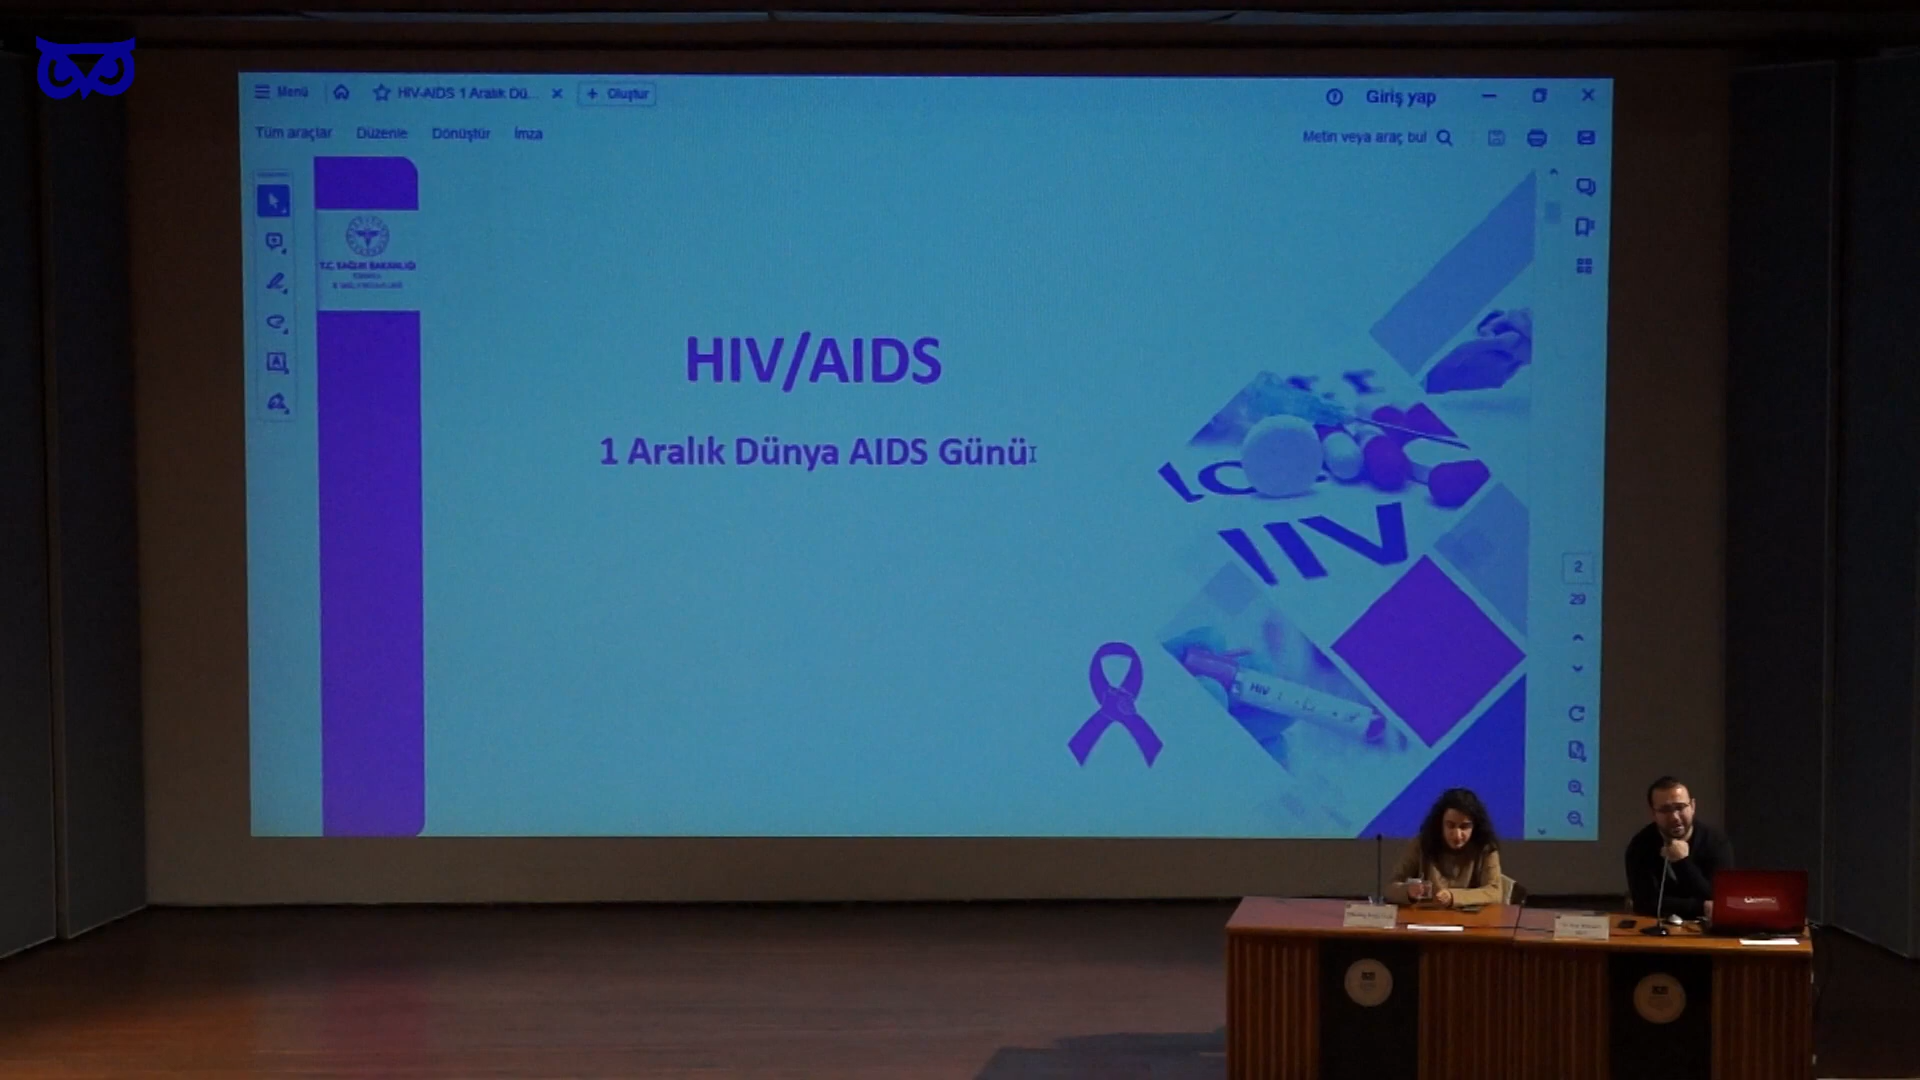 Menü
HIV-AIDS 1 Aralık Dü...
+ Oluştur
Giriş yap
Tüm araçlar Düzenle Dönüştür İmza
Metin veya araç bul
T.C. SAĞLIK BAKANLIĞI
HIV/AIDS
1 Aralık Dünya AIDS Günü
HIV
HIV
2
29